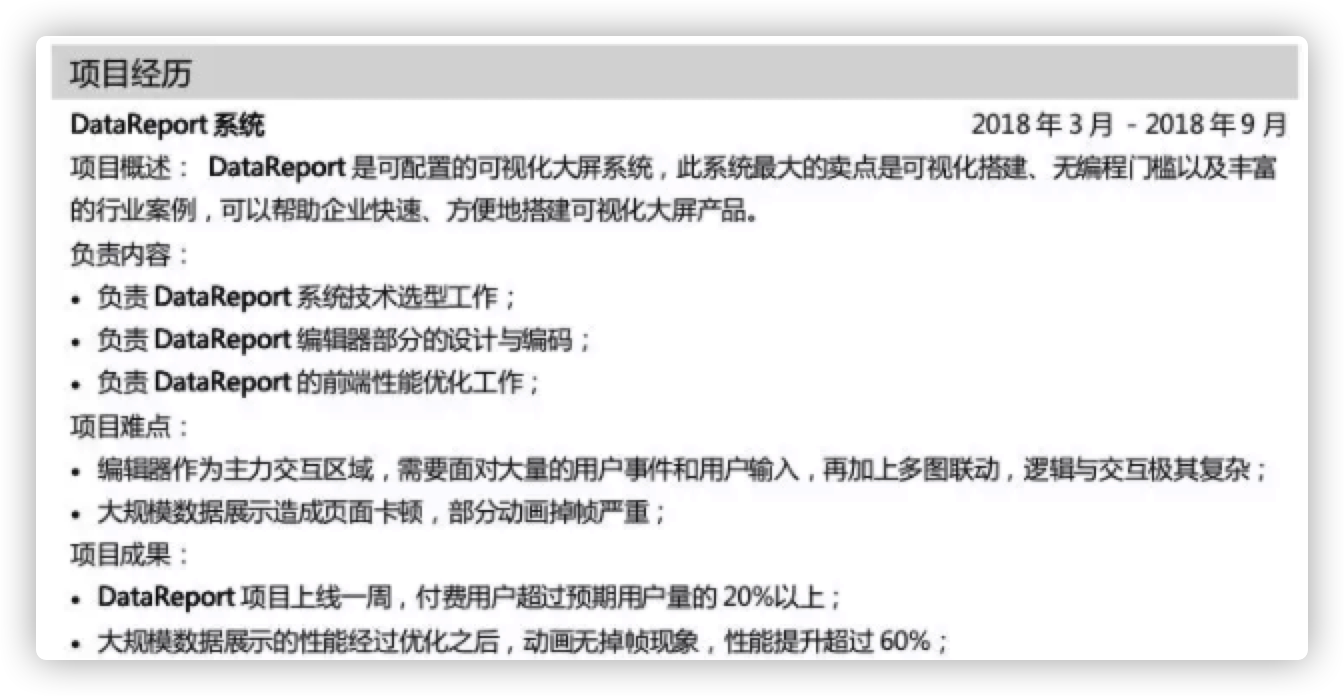 项目经历
DataReport 系统 2018 年 3 月 - 2018 年 9 月
项目概述： DataReport 是可配置的可视化大屏系统，此系统最大的卖点是可视化搭建、无编程门槛以及丰富
的行业案例，可以帮助企业快速、方便地搭建可视化大屏产品。
负责内容：
• 负责 DataReport 系统技术选型工作；
• 负责 DataReport 编辑器部分的设计与编码；
• 负责 DataReport 的前端性能优化工作；
项目难点：
• 编辑器作为主力交互区域，需要面对大量的用户事件和用户输入，再加上多图联动，逻辑与交互极其复杂；
• 大规模数据展示造成页面卡顿，部分动画掉帧严重；
项目成果：
• DataReport 项目上线一周，付费用户超过预期用户量的 20%以上；
• 大规模数据展示的性能经过优化之后，动画无掉帧现象，性能提升超过 60%；